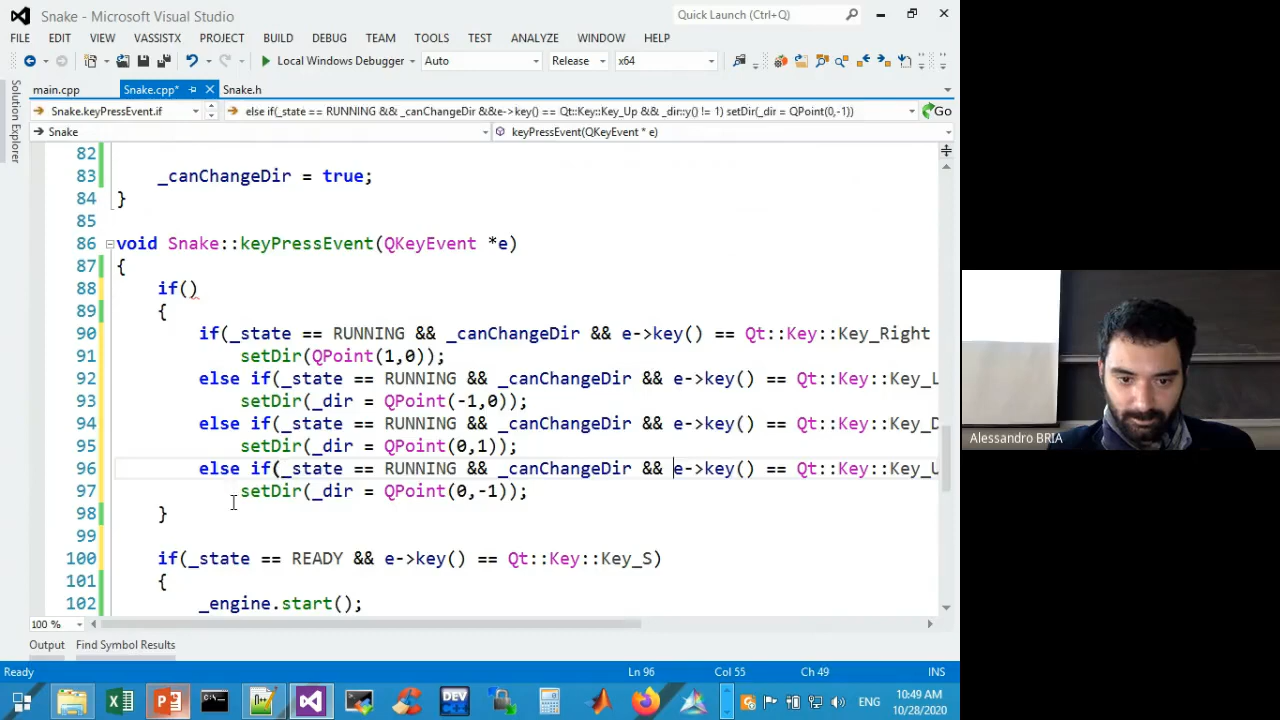 Snake - Microsoft Visual Studio
Quick Launch (Ctrl+Q)
FILE EDIT VIEW VASSISTX PROJECT BUILD DEBUG TEAM TOOLS TEST ANALYZE WINDOW HELP
Local Windows Debugger Auto Release x64
main.cpp Snake.cpp* Snake.h
Solution Explorer
Snake.keyPressEvent.if else if(_state == RUNNING && _canChangeDir &&e->key() == Qt::Key::Key_Up && _dir::y() != 1) setDir(_dir = QPoint(0,-1)) Go
Snake keyPressEvent(QKeyEvent * e)
82
83 _canChangeDir = true;
84 }
85
86 void Snake::keyPressEvent(QKeyEvent *e)
87 {
88 if()
89 {
90 if(_state == RUNNING && _canChangeDir && e->key() == Qt::Key::Key_Right
91 setDir(QPoint(1,0));
92 else if(_state == RUNNING && _canChangeDir && e->key() == Qt::Key::Key_L
93 setDir(_dir = QPoint(-1,0));
94 else if(_state == RUNNING && _canChangeDir && e->key() == Qt::Key::Key_D
95 setDir(_dir = QPoint(0,1));
96 else if(_state == RUNNING && _canChangeDir && e->key() == Qt::Key::Key_U
97 setDir(_dir = QPoint(0,-1));
98 }
99
100 if(_state == READY && e->key() == Qt::Key::Key_S)
101 {
102 _engine.start();
100 %
Output Find Symbol Results
Ready Ln 96 Col 55 Ch 49 INS
DEV C++ ENG 10:49 AM
10/28/2020
Alessandro BRIA